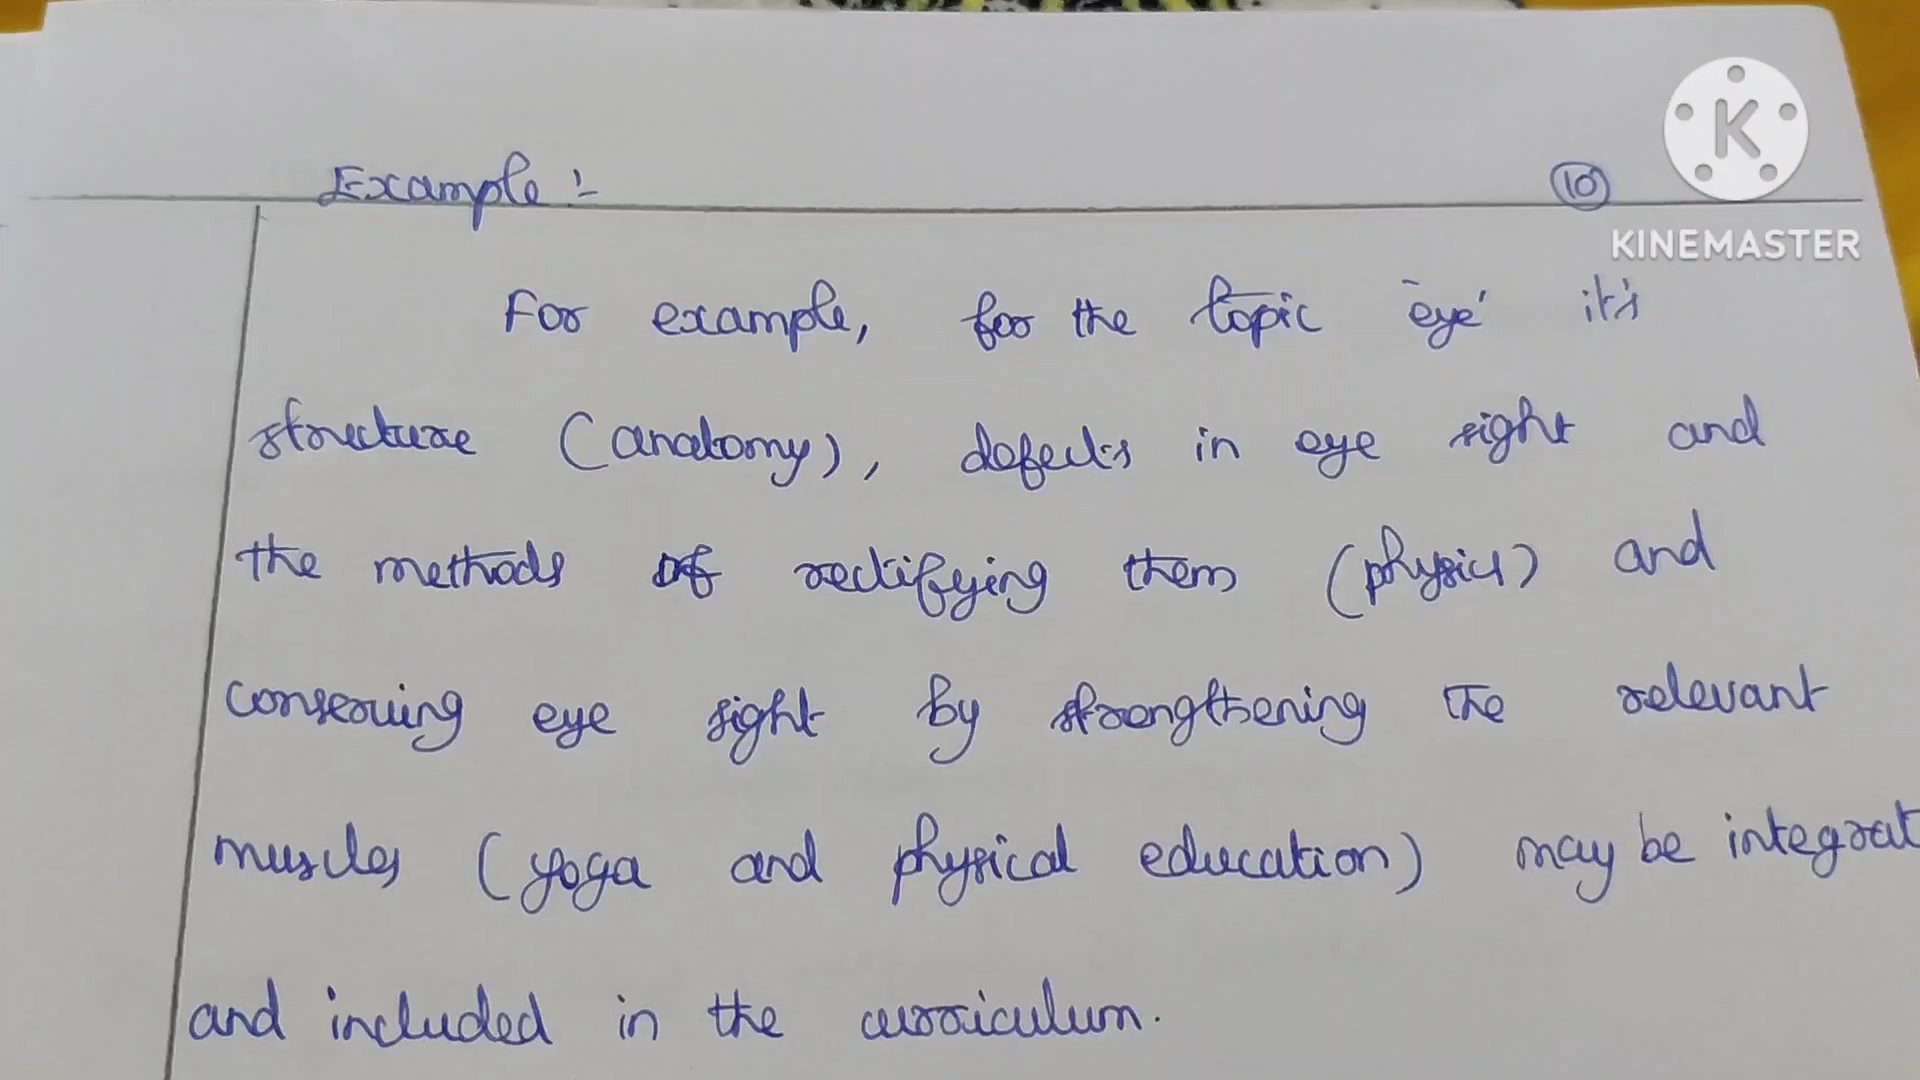 Example :-
10
K
KINEMASTER
For example, for the topic 'eye' it's
structure (anatomy), defects in eye sight and
the methods of rectifying them (physics) and
conserving eye sight by strengthening the relevant
muscles (yoga and physical education) may be integrat
and included in the curriculum.